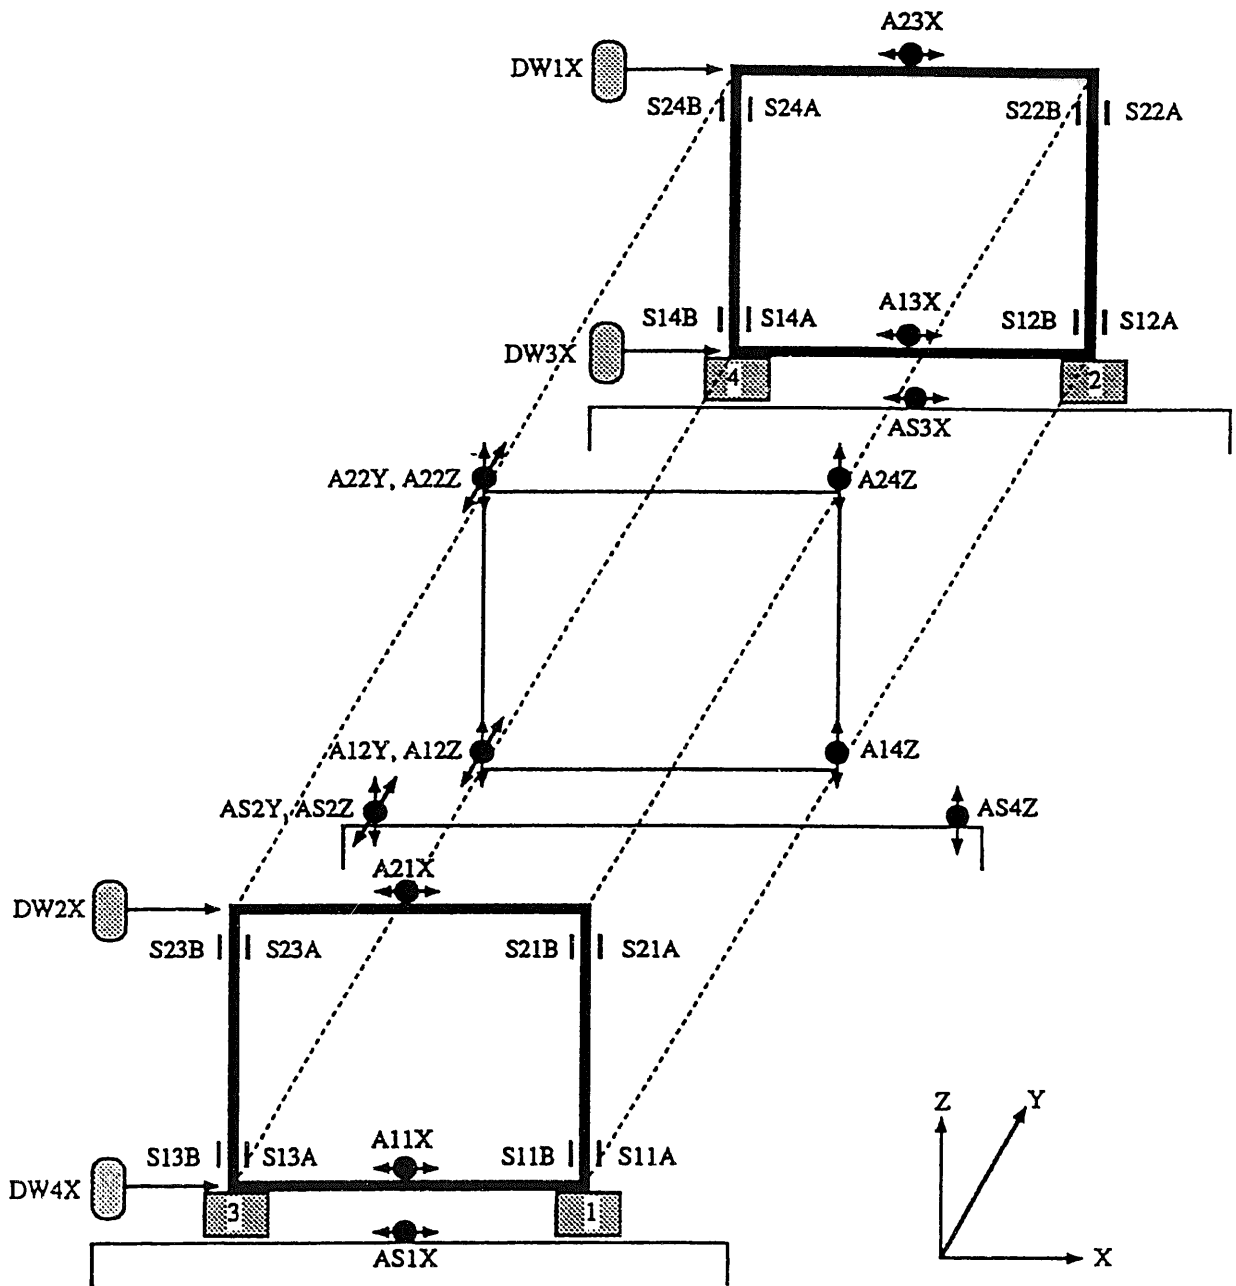 A23X
DW1X
S24B S24A S22B S22A
A13X
S14B S14A S12B S12A
DW3X
4 2
AS3X
A22Y, A22Z A24Z
A12Y, A12Z A14Z
AS2Y, AS2Z AS4Z
A21X
DW2X
S23B S23A S21B S21A
Z Y
A11X
S13B S13A S11B S11A
DW4X
3 1
AS1X X